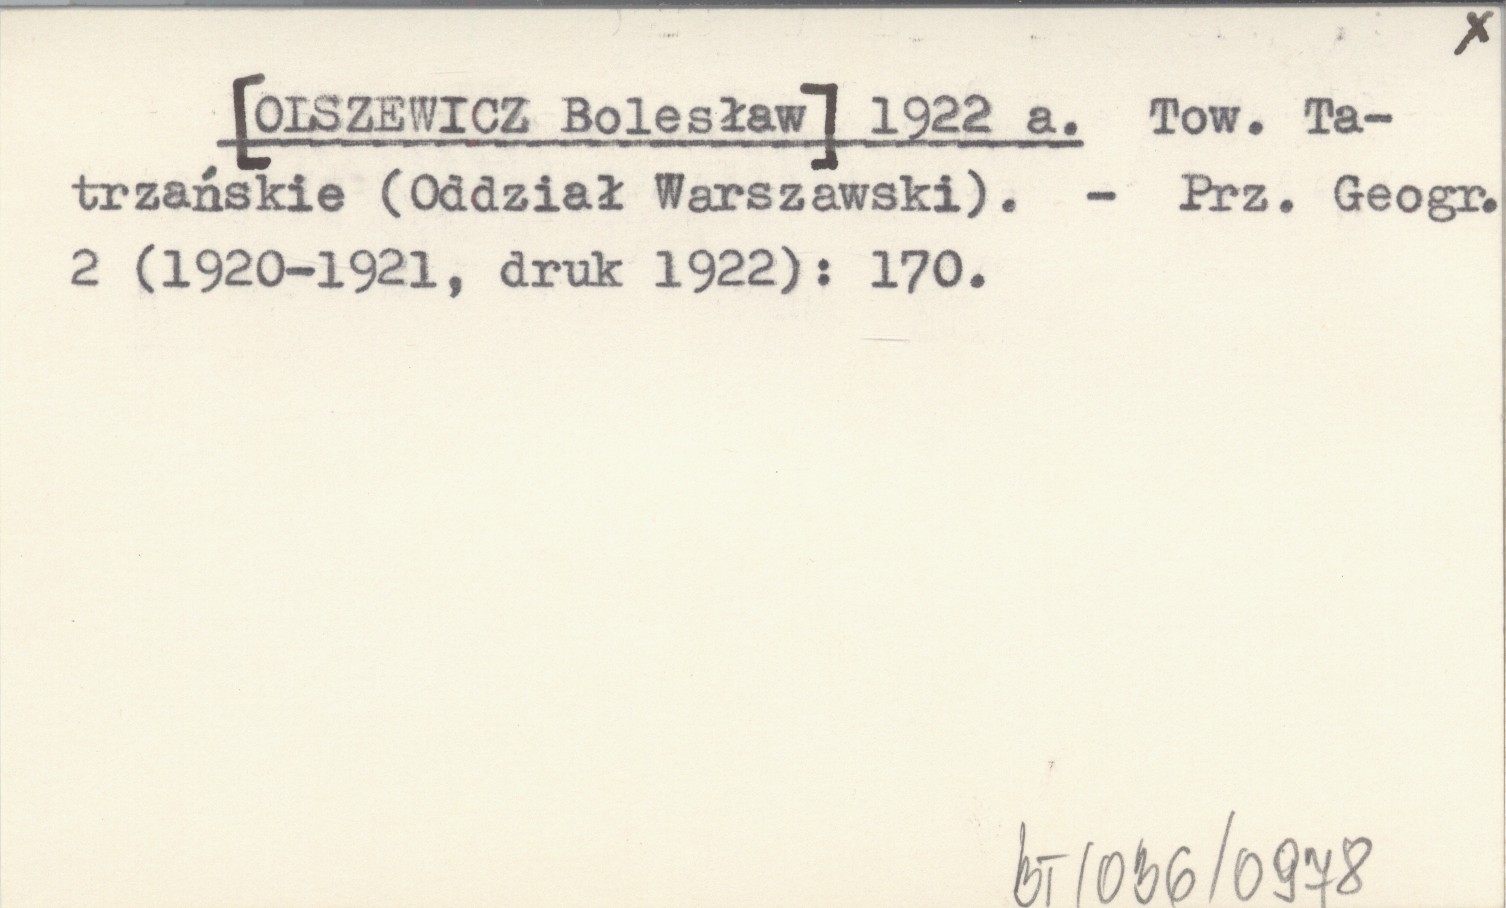 x
[OLSZEWICZ Bolesław] 1922 a. Tow. Ta-
trzańskie (Oddział Warszawski). - Prz. Geogr.
2 (1920-1921, druk 1922): 170.
BT/036/0978